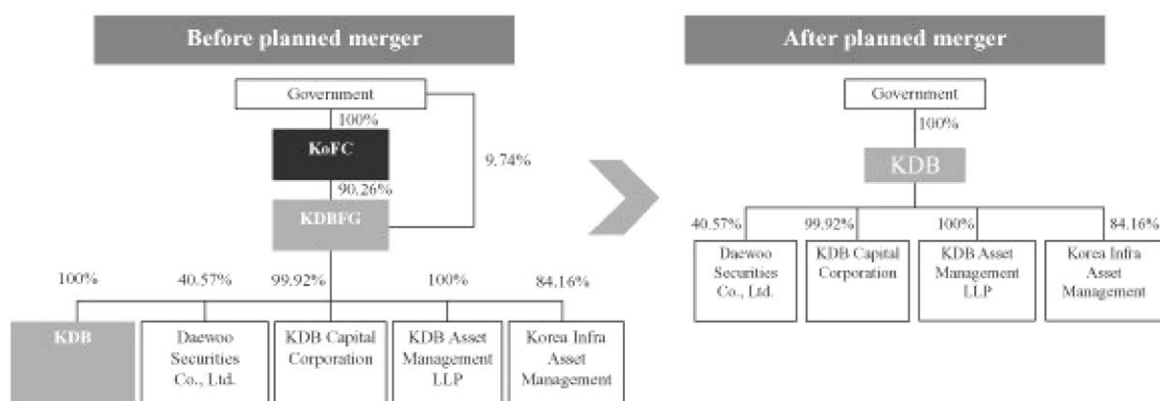 Before planned merger
After planned merger
Government
100%
KoFC
9.74%
90.26%
KDBFG
100%
40.57%
99.92%
100%
84.16%
KDB
Daewoo
Securities
Co., Ltd.
KDB Capital
Corporation
KDB Asset
Management
LLP
Korea Infra
Asset
Management
Government
100%
KDB
40.57%
99.92%
100%
84.16%
Daewoo
Securities
Co., Ltd.
KDB Capital
Corporation
KDB Asset
Management
LLP
Korea Infra
Asset
Management